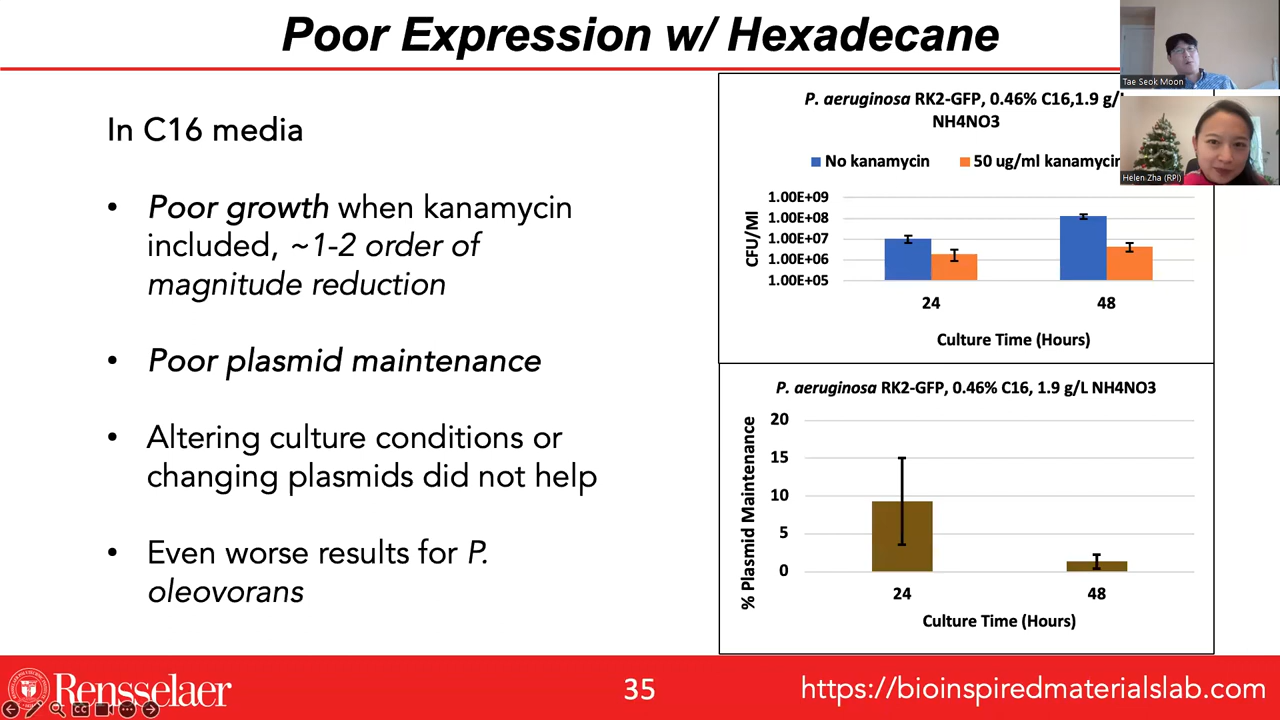 Poor Expression w/ Hexadecane
Tae Seok Moon
Helen Zha (RPI)
In C16 media
• Poor growth when kanamycin
included, ~1-2 order of
magnitude reduction
• Poor plasmid maintenance
• Altering culture conditions or
changing plasmids did not help
• Even worse results for P.
oleovorans
P. aeruginosa RK2-GFP, 0.46% C16,1.9 g/
NH4NO3
No kanamycin
50 ug/ml kanamycin
CFU/Ml
1.00E+09
1.00E+08
1.00E+07
1.00E+06
1.00E+05
24
48
Culture Time (Hours)
P. aeruginosa RK2-GFP, 0.46% C16, 1.9 g/L NH4NO3
% Plasmid Maintenance
20
15
10
5
0
24
48
Culture Time (Hours)
Rensselaer
35
https://bioinspiredmaterialslab.com